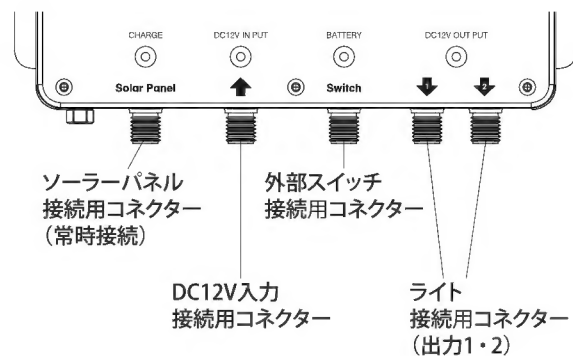 CHARGE
DC12V IN PUT
BATTERY
DC12V OUT PUT
Solar Panel
Switch
1
2
ソーラーパネル
接続用コネクター
（常時接続）
外部スイッチ
接続用コネクター
DC12V入力
接続用コネクター
ライト
接続用コネクター
（出力1・2）